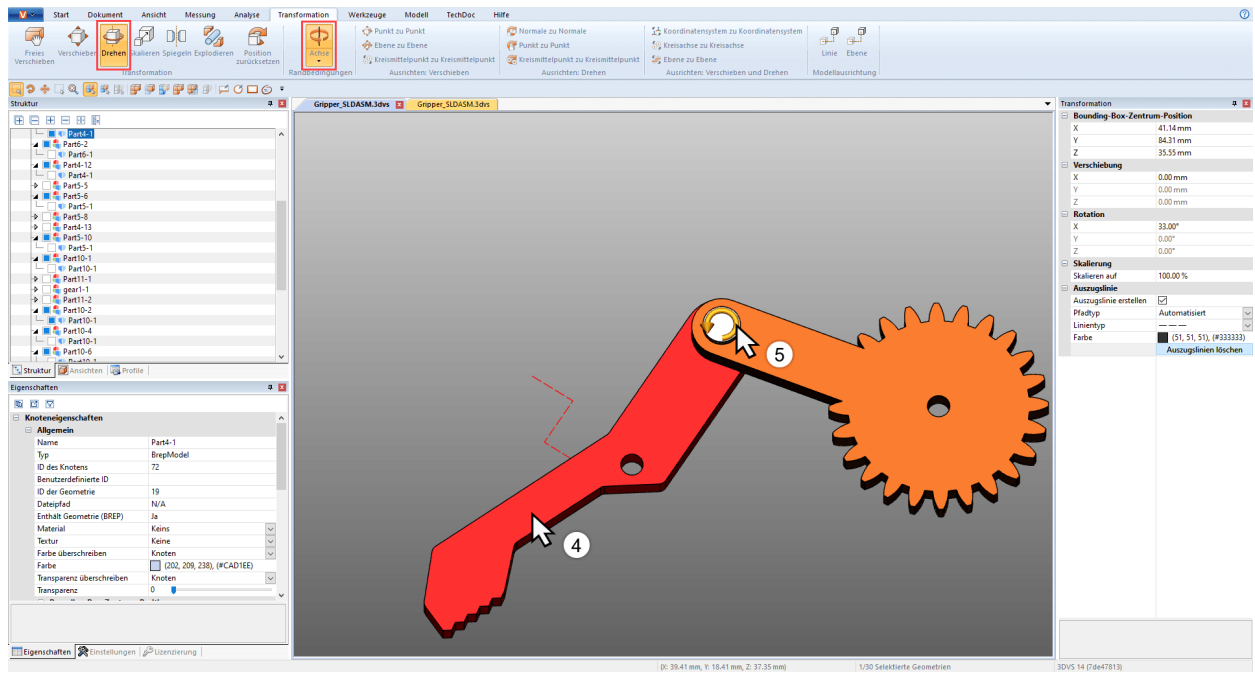 V
Start Dokument Ansicht Messung Analyse Transformation Werkzeuge Modell TechDoc Hilfe
Freies Verschieben
Verschieben
Drehen
Skalieren
Spiegeln
Explodieren
Position zurücksetzen
Achse
Punkt zu Punkt
Ebene zu Ebene
Kreismittelpunkt zu Kreismittelpunkt
Normale zu Normale
Punkt zu Punkt
Kreismittelpunkt zu Kreismittelpunkt
Koordinatensystem zu Koordinatensystem
Kreisachse zu Kreisachse
Ebene zu Ebene
Linie Ebene
Transformation
Randbedingungen
Ausrichten: Verschieben
Ausrichten: Drehen
Ausrichten: Verschieben und Drehen
Modellausrichtung
Struktur
Part4-1
Part6-2
Part6-1
Part4-12
Part4-1
Part5-5
Part5-6
Part5-1
Part5-8
Part4-13
Part5-10
Part5-1
Part10-1
Part10-1
Part11-1
gear1-1
Part11-2
Part10-2
Part10-1
Part10-4
Part10-1
Part10-6
Struktur Ansichten Profile
Eigenschaften
Knoteneigenschaften
Allgemein
Name Part4-1
Typ BrepModel
ID des Knotens 72
Benutzerdefinierte ID
ID der Geometrie 19
Dateipfad N/A
Enthält Geometrie (BREP) Ja
Material Keins
Textur Keine
Farbe überschreiben Knoten
Farbe (202, 209, 238), (#CAD1EE)
Transparenz überschreiben Knoten
Transparenz 0
Eigenschaften Einstellungen Lizenzierung
Gripper_SLDASM.3dvs Gripper_SLDASM.3dvs
5
4
Transformation
Bounding-Box-Zentrum-Position
X 41.14 mm
Y 84.31 mm
Z 35.55 mm
Verschiebung
X 0.00 mm
Y 0.00 mm
Z 0.00 mm
Rotation
X 33.00°
Y 0.00°
Z 0.00°
Skalierung
Skalieren auf 100.00 %
Auszugslinie
Auszugslinie erstellen
Pfadtyp Automatisiert
Linientyp
Farbe (51, 51, 51), (#333333)
Auszugslinien löschen
(X: 39.41 mm, Y: 18.41 mm, Z: 37.35 mm) 1/30 Selektierte Geometrien 3DVS 14 (7de47813)